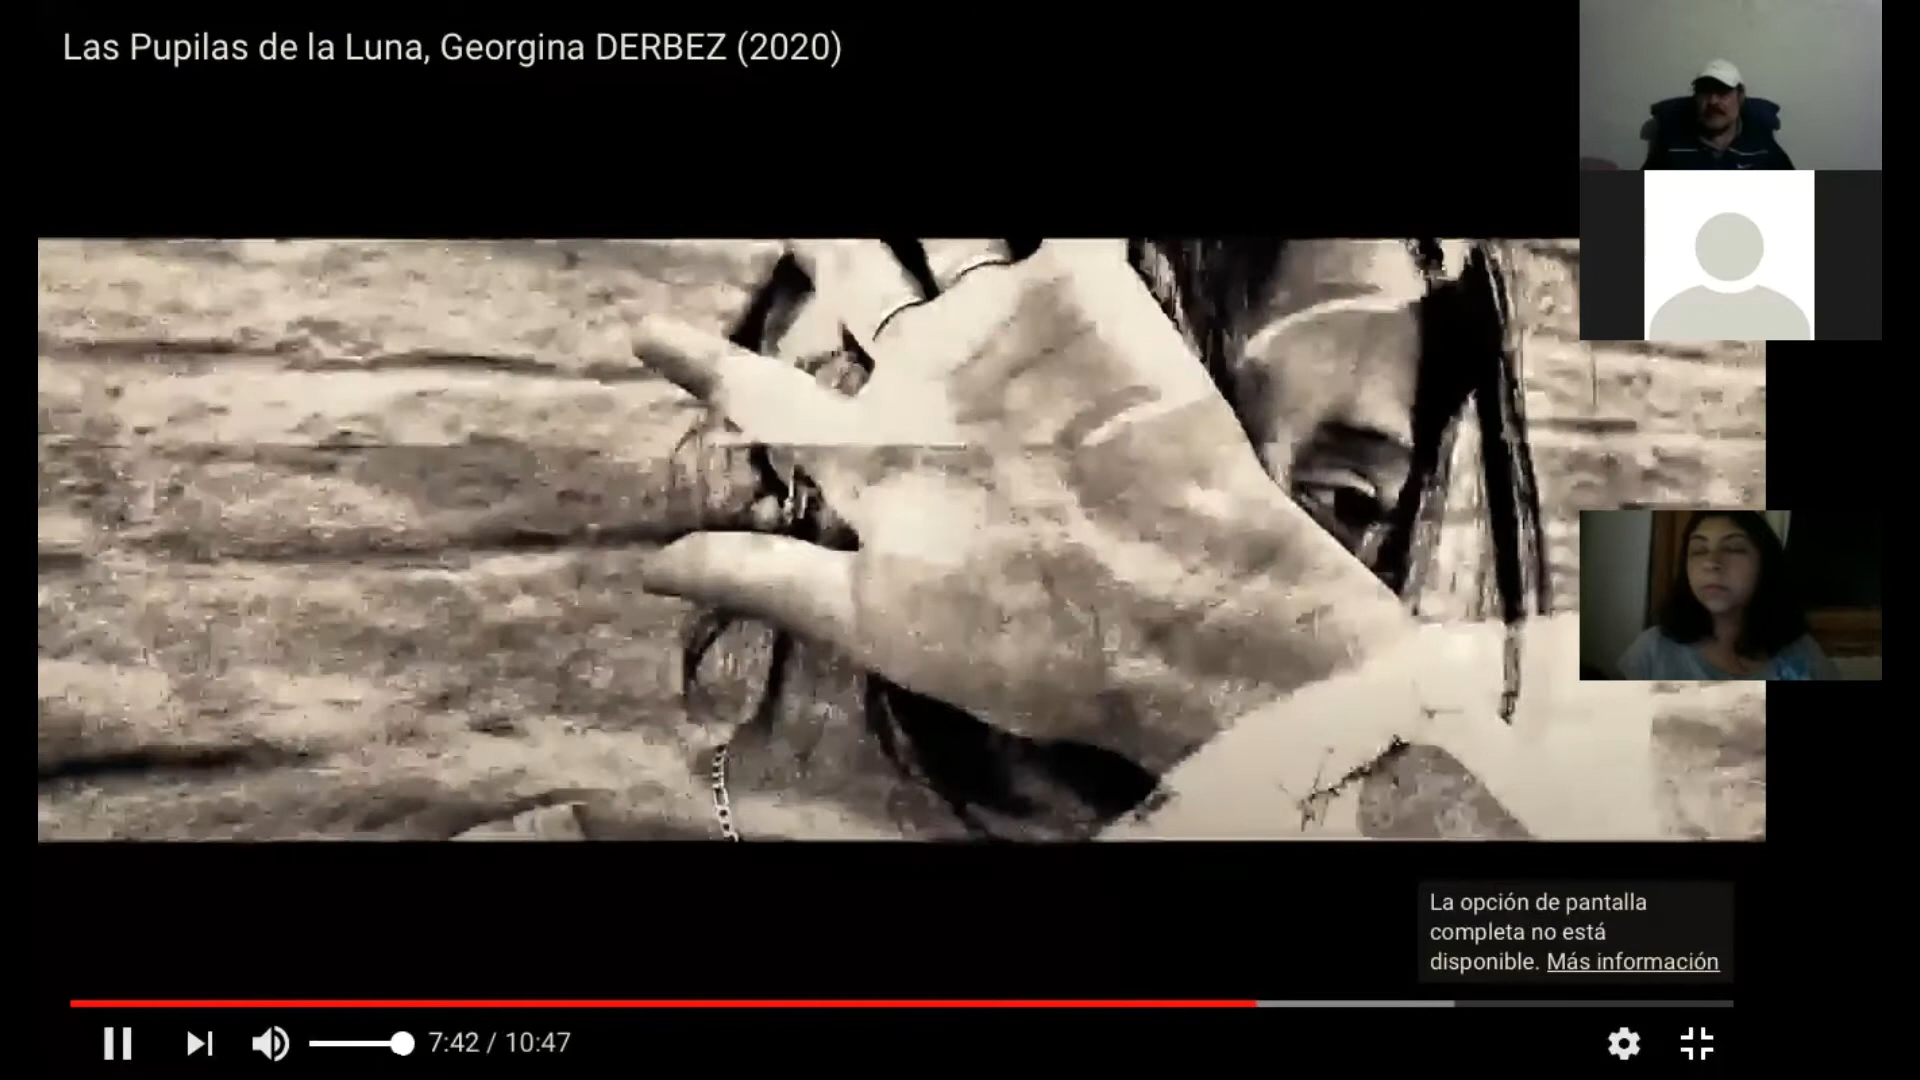 Las Pupilas de la Luna, Georgina DERBEZ (2020)
La opción de pantalla
completa no está
disponible. Más información
7:42 / 10:47